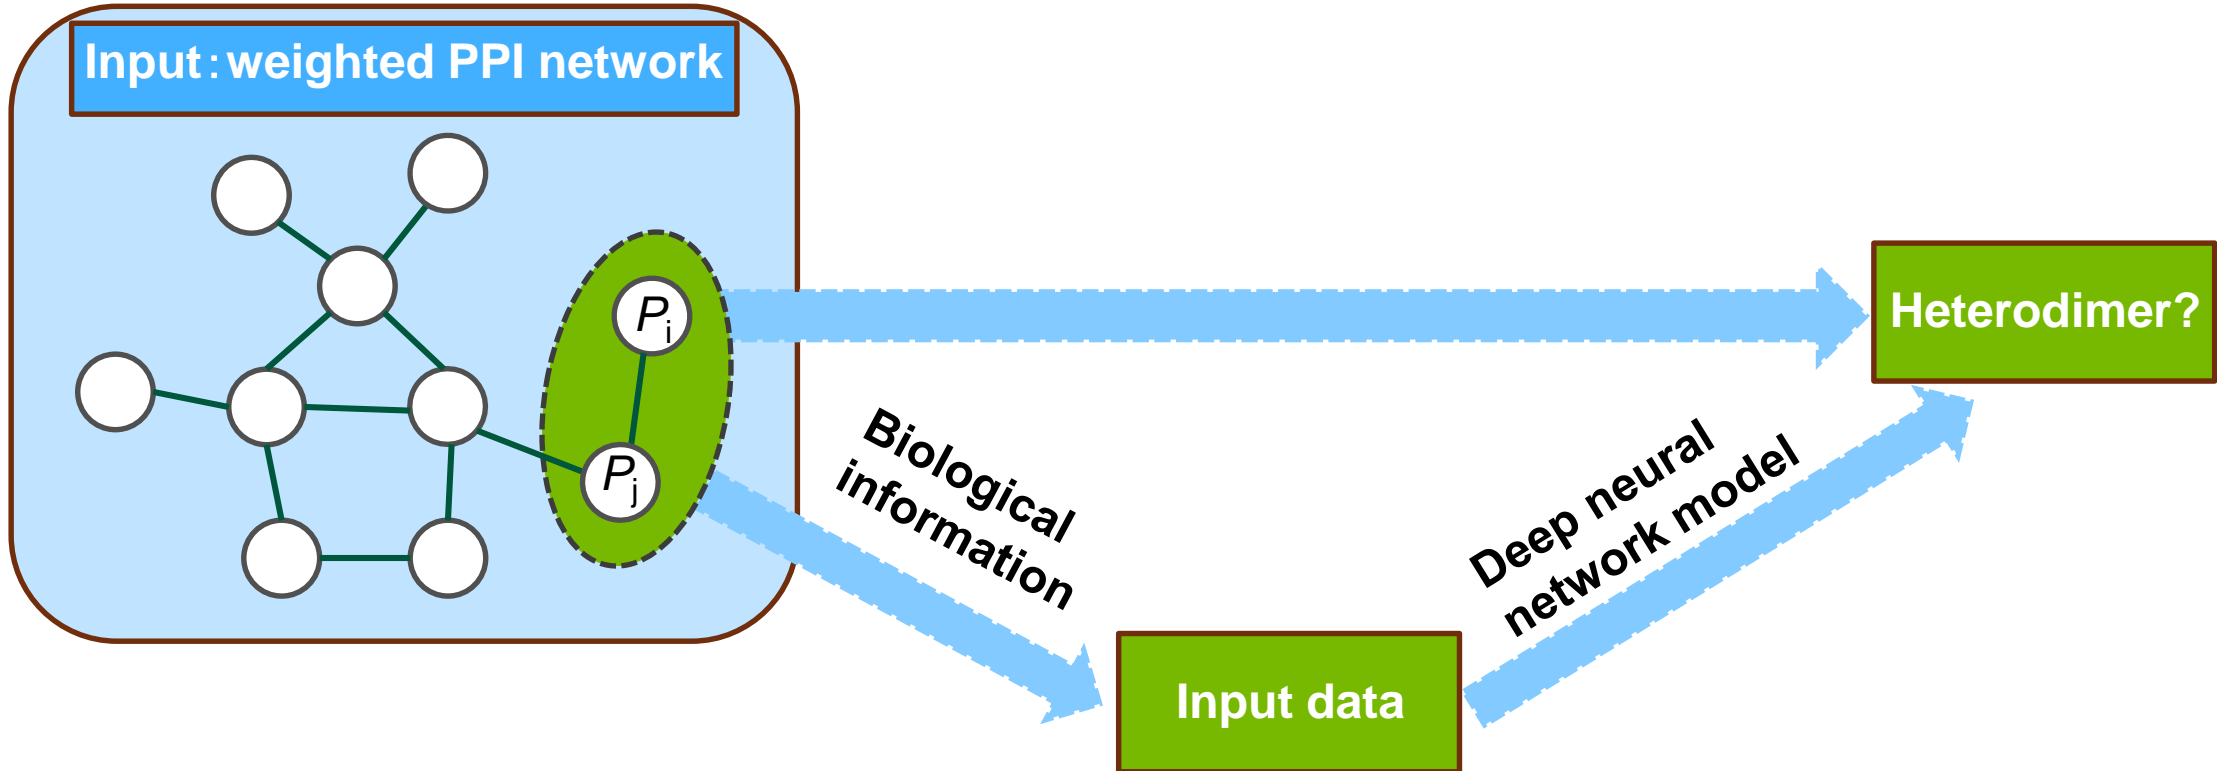 Input:weighted PPI network
Pi
Heterodimer?
Pj
Biological
information
Deep neural
network model
Input data